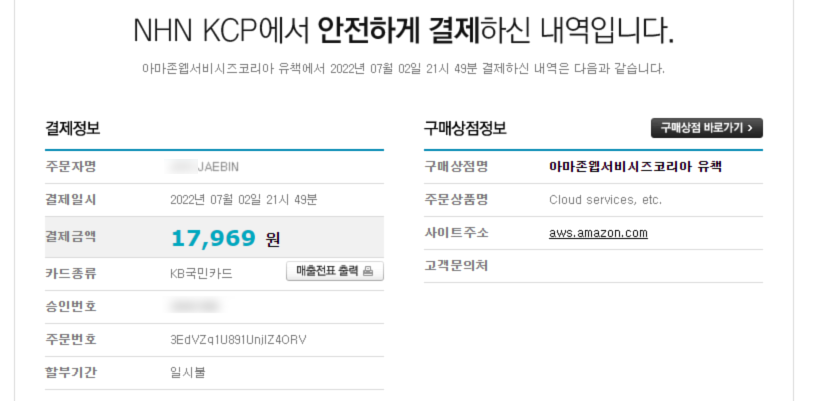 NHN KCP에서 안전하게 결제하신 내역입니다.
아마존웹서비시즈코리아 유책에서 2022년 07월 02일 21시 49분 결제하신 내역은 다음과 같습니다.
결제정보
주문자명 JAEBIN
결제일시 2022년 07월 02일 21시 49분
결제금액 17,969 원
카드종류 KB국민카드 매출전표 출력
승인번호
주문번호 3EdVZq1U891UnjlZ4ORV
할부기간 일시불
구매상점정보 구매상점 바로가기 >
구매상점명 아마존웹서비시즈코리아 유책
주문상품명 Cloud services, etc.
사이트주소 aws.amazon.com
고객문의처